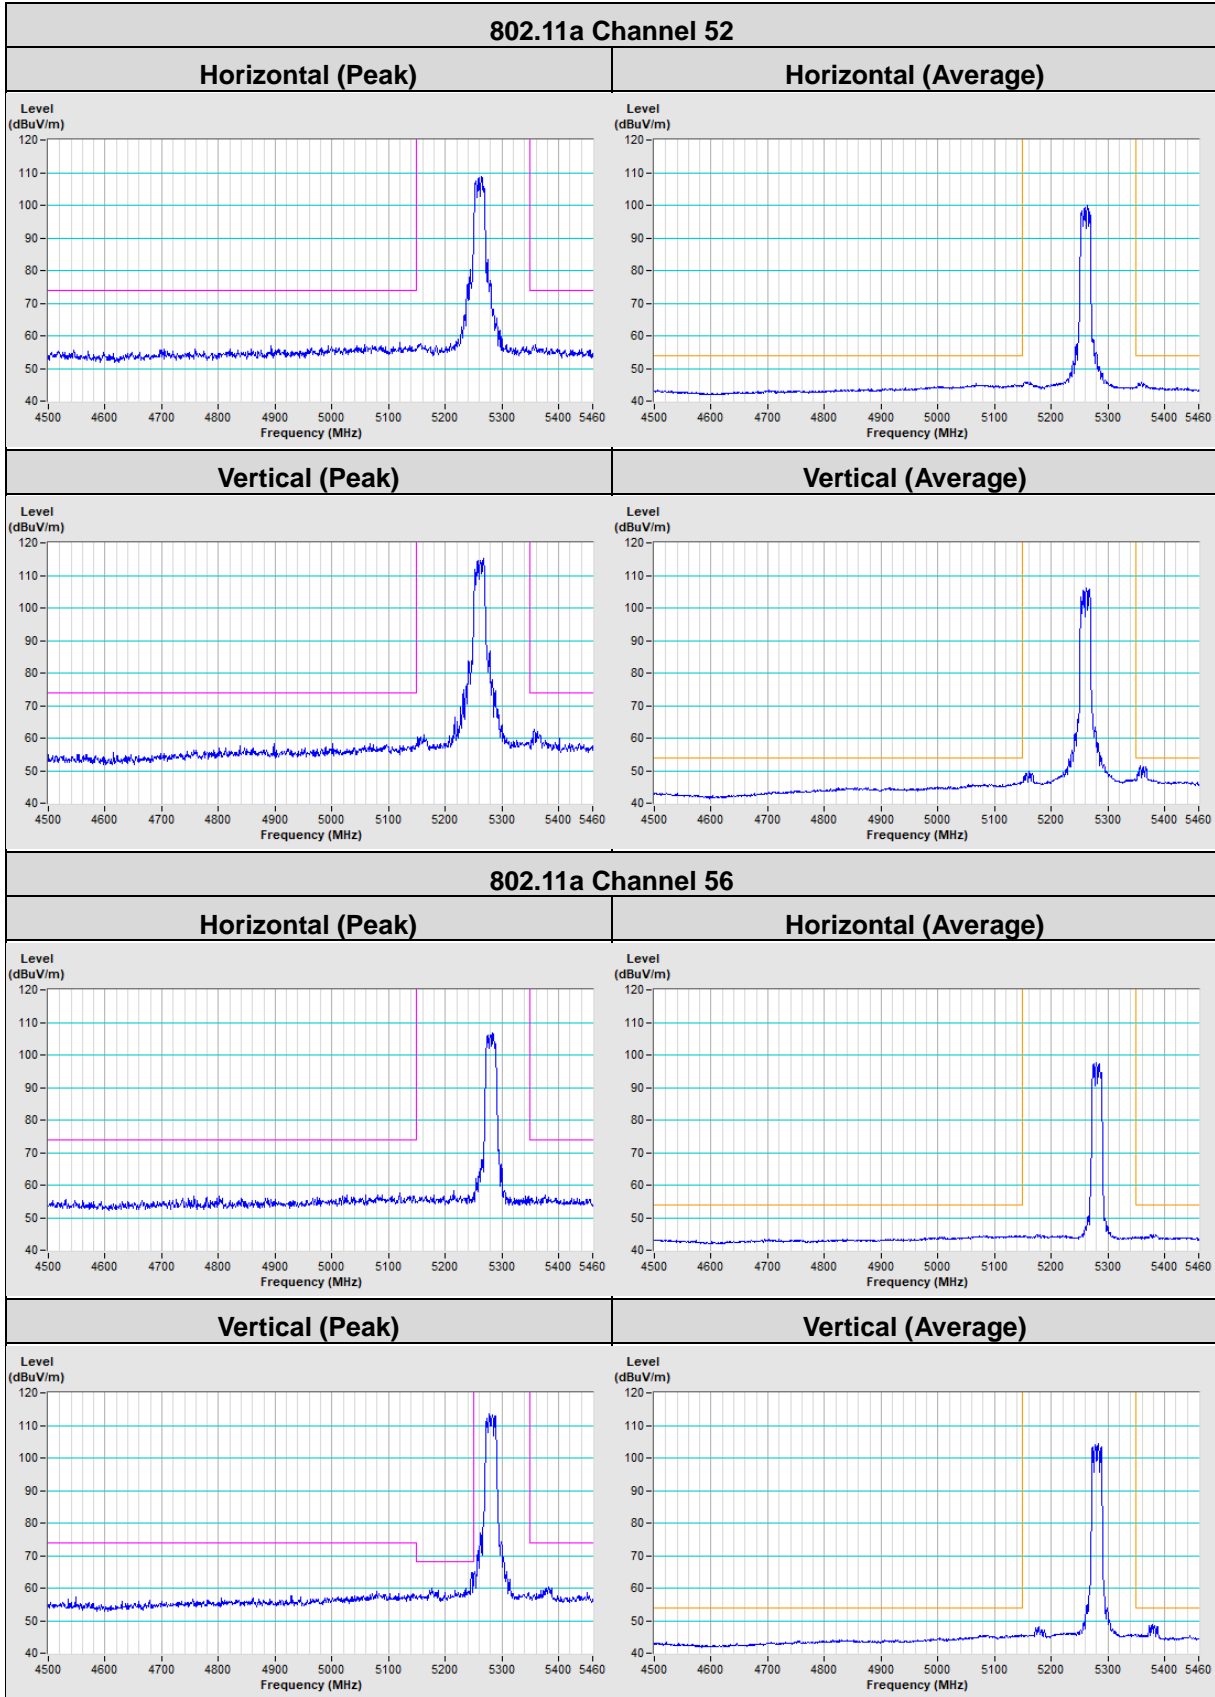 802.11a Channel 52
Horizontal (Peak) Horizontal (Average)
Level Level
(dBuV/m) (dBuV/m)
120 120
110 110
100 100
90 90
80 80
70 70
60 60
50 50
40 40
4500 4600 4700 4800 4900 5000 5100 5200 5300 5400 5460 4500 4600 4700 4800 4900 5000 5100 5200 5300 5400 5460
Frequency (MHz) Frequency (MHz)
Vertical (Peak) Vertical (Average)
Level Level
(dBuV/m) (dBuV/m)
120 120
110 110
100 100
90 90
80 80
70 70
60 60
50 50
40 40
4500 4600 4700 4800 4900 5000 5100 5200 5300 5400 5460 4500 4600 4700 4800 4900 5000 5100 5200 5300 5400 5460
Frequency (MHz) Frequency (MHz)
802.11a Channel 56
Horizontal (Peak) Horizontal (Average)
Level Level
(dBuV/m) (dBuV/m)
120 120
110 110
100 100
90 90
80 80
70 70
60 60
50 50
40 40
4500 4600 4700 4800 4900 5000 5100 5200 5300 5400 5460 4500 4600 4700 4800 4900 5000 5100 5200 5300 5400 5460
Frequency (MHz) Frequency (MHz)
Vertical (Peak) Vertical (Average)
Level Level
(dBuV/m) (dBuV/m)
120 120
110 110
100 100
90 90
80 80
70 70
60 60
50 50
40 40
4500 4600 4700 4800 4900 5000 5100 5200 5300 5400 5460 4500 4600 4700 4800 4900 5000 5100 5200 5300 5400 5460
Frequency (MHz) Frequency (MHz)